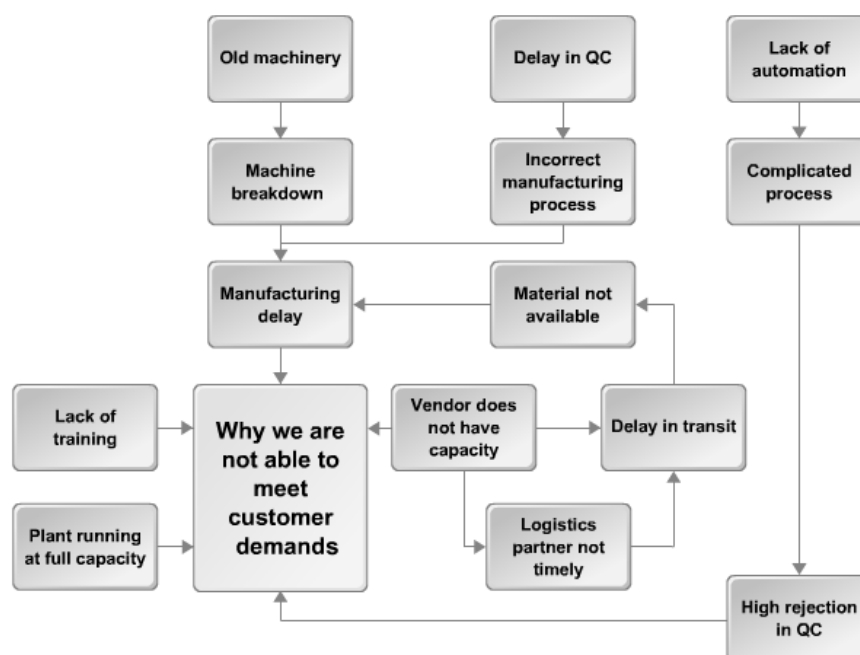 Old machinery
Delay in QC
Lack of
automation
Machine
breakdown
Incorrect
manufacturing
process
Complicated
process
Manufacturing
delay
Material not
available
Lack of
training
Why we are
not able to
meet
customer
demands
Vendor does
not have
capacity
Delay in transit
Plant running
at full capacity
Logistics
partner not
timely
High rejection
in QC